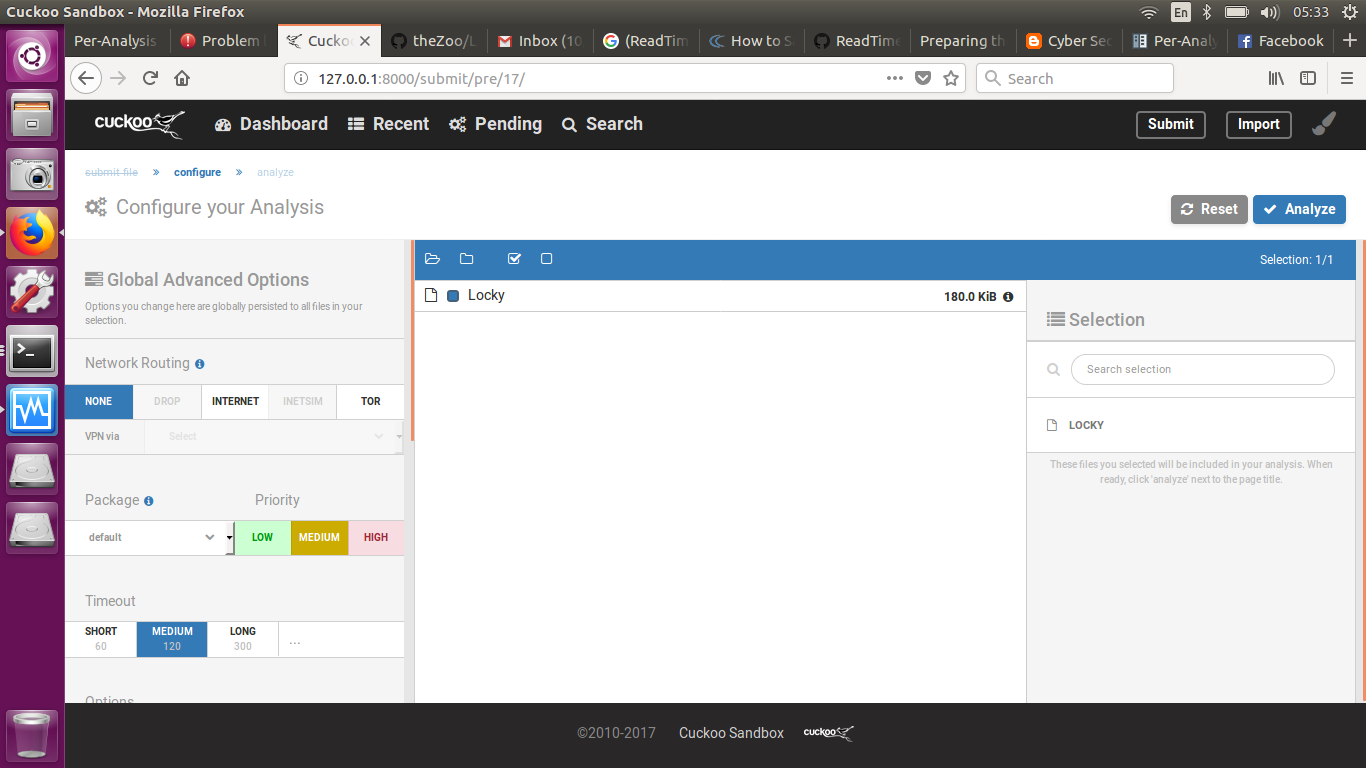 Cuckoo Sandbox - Mozilla Firefox
En
05:33
Per-Analysis
Problem
Cucko
theZoo/L
Inbox (10
(ReadTim
How to S
ReadTime
Preparing th
Cyber Sec
Per-Analy
Facebook
127.0.0.1:8000/submit/pre/17/
Search
cuckoo
Dashboard
Recent
Pending
Search
Submit
Import
submit file » configure » analyze
Configure your Analysis
Reset
Analyze
Global Advanced Options
Options you change here are globally persisted to all files in your
selection.
Network Routing
NONE
DROP
INTERNET
INETSIM
TOR
VPN via
Select
Package
Priority
default
LOW
MEDIUM
HIGH
Timeout
SHORT
60
MEDIUM
120
LONG
300
...
Options
Selection: 1/1
Locky
180.0 KiB
Selection
Search selection
LOCKY
These files you selected will be included in your analysis. When
ready, click 'analyze' next to the page title.
©2010-2017
Cuckoo Sandbox
cuckoo